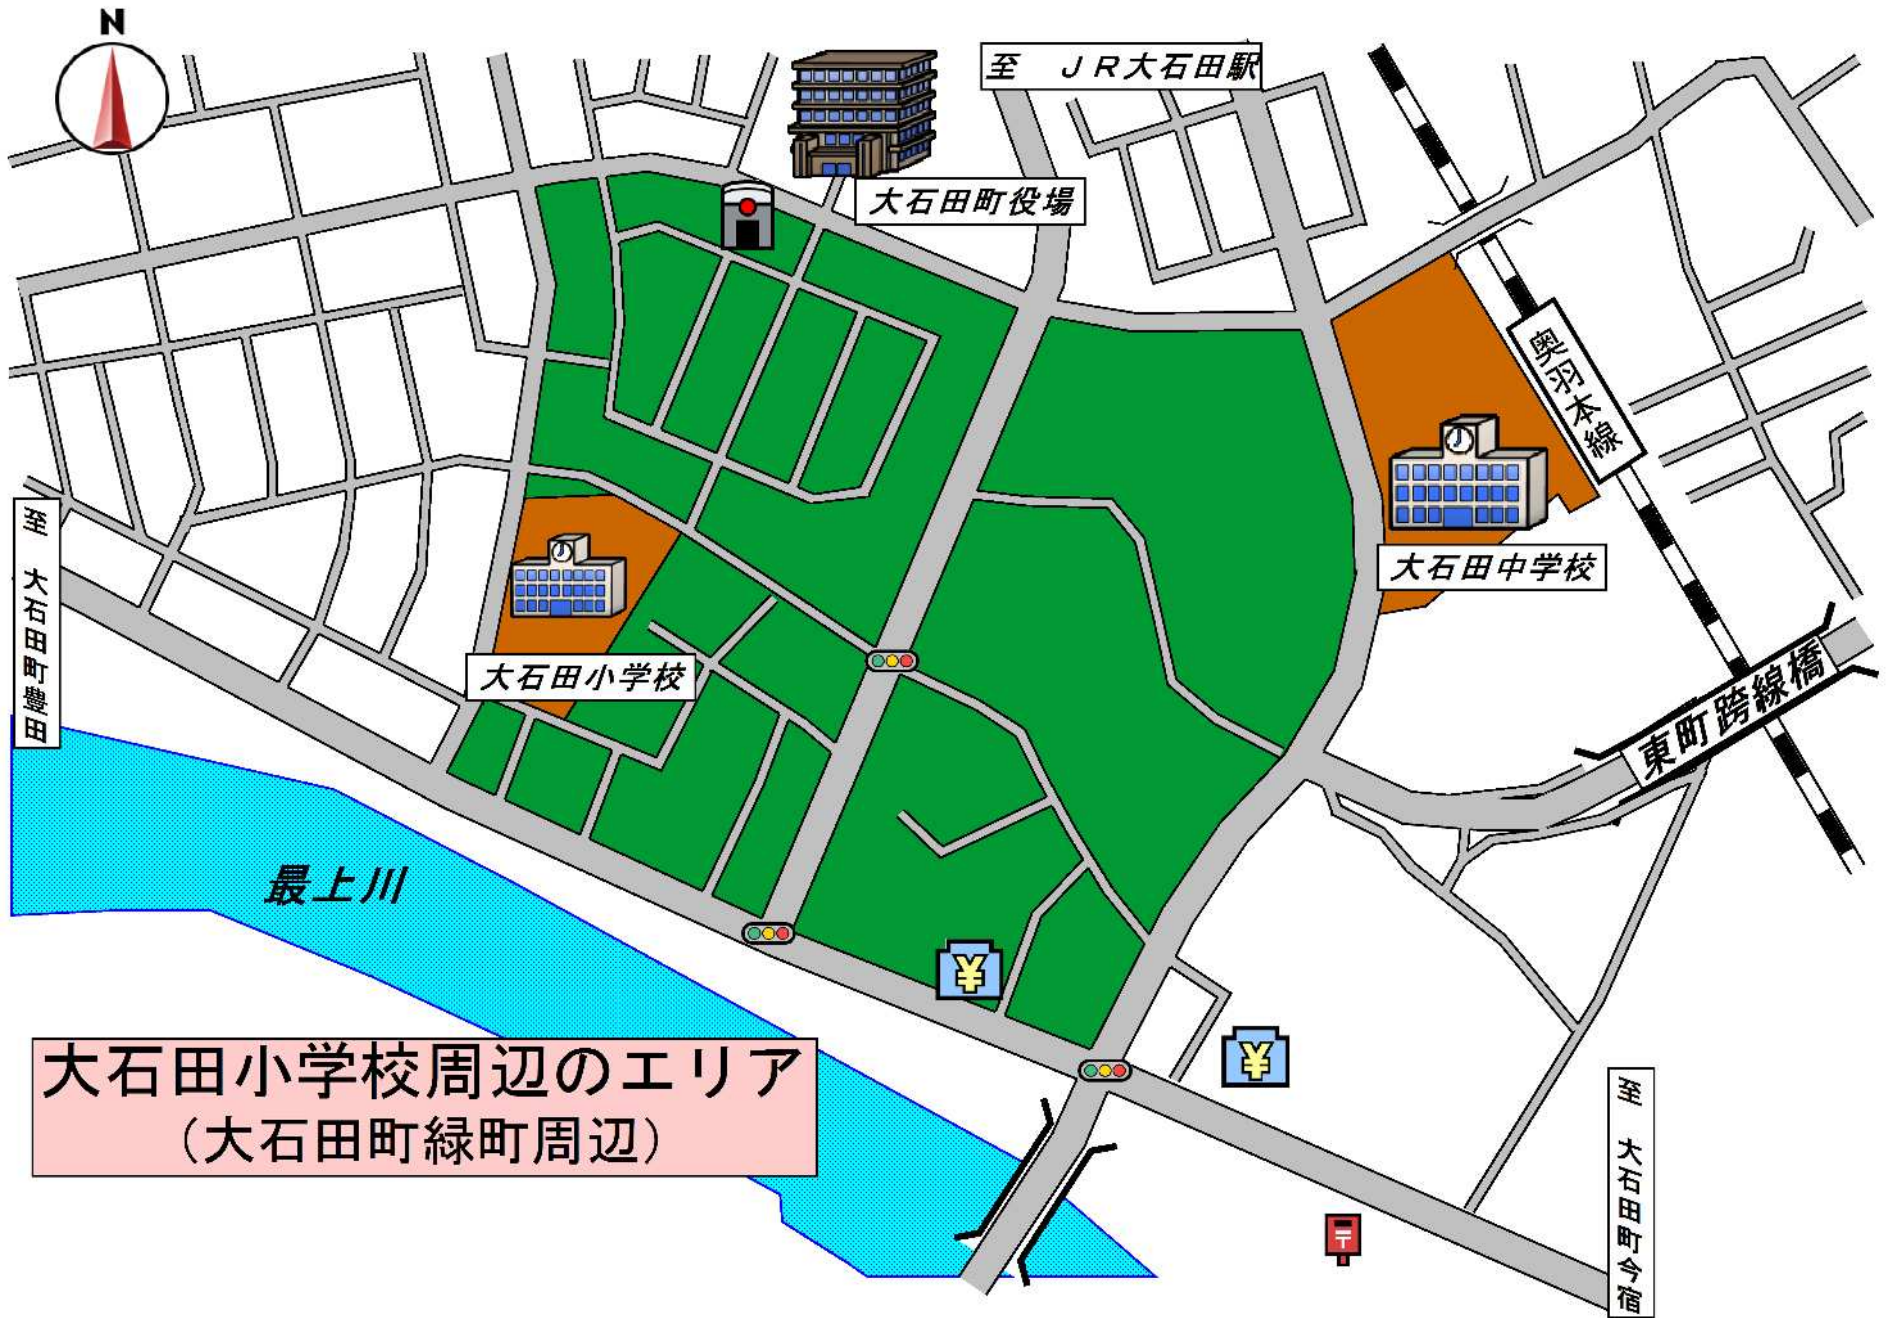 N
至 JR大石田駅
大石田町役場
奥羽本線
大石田中学校
至 大石田町豊田
大石田小学校
東町跨線橋
最上川
¥
¥
大石田小学校周辺のエリア
(大石田町緑町周辺)
〒
至 大石田町今宿